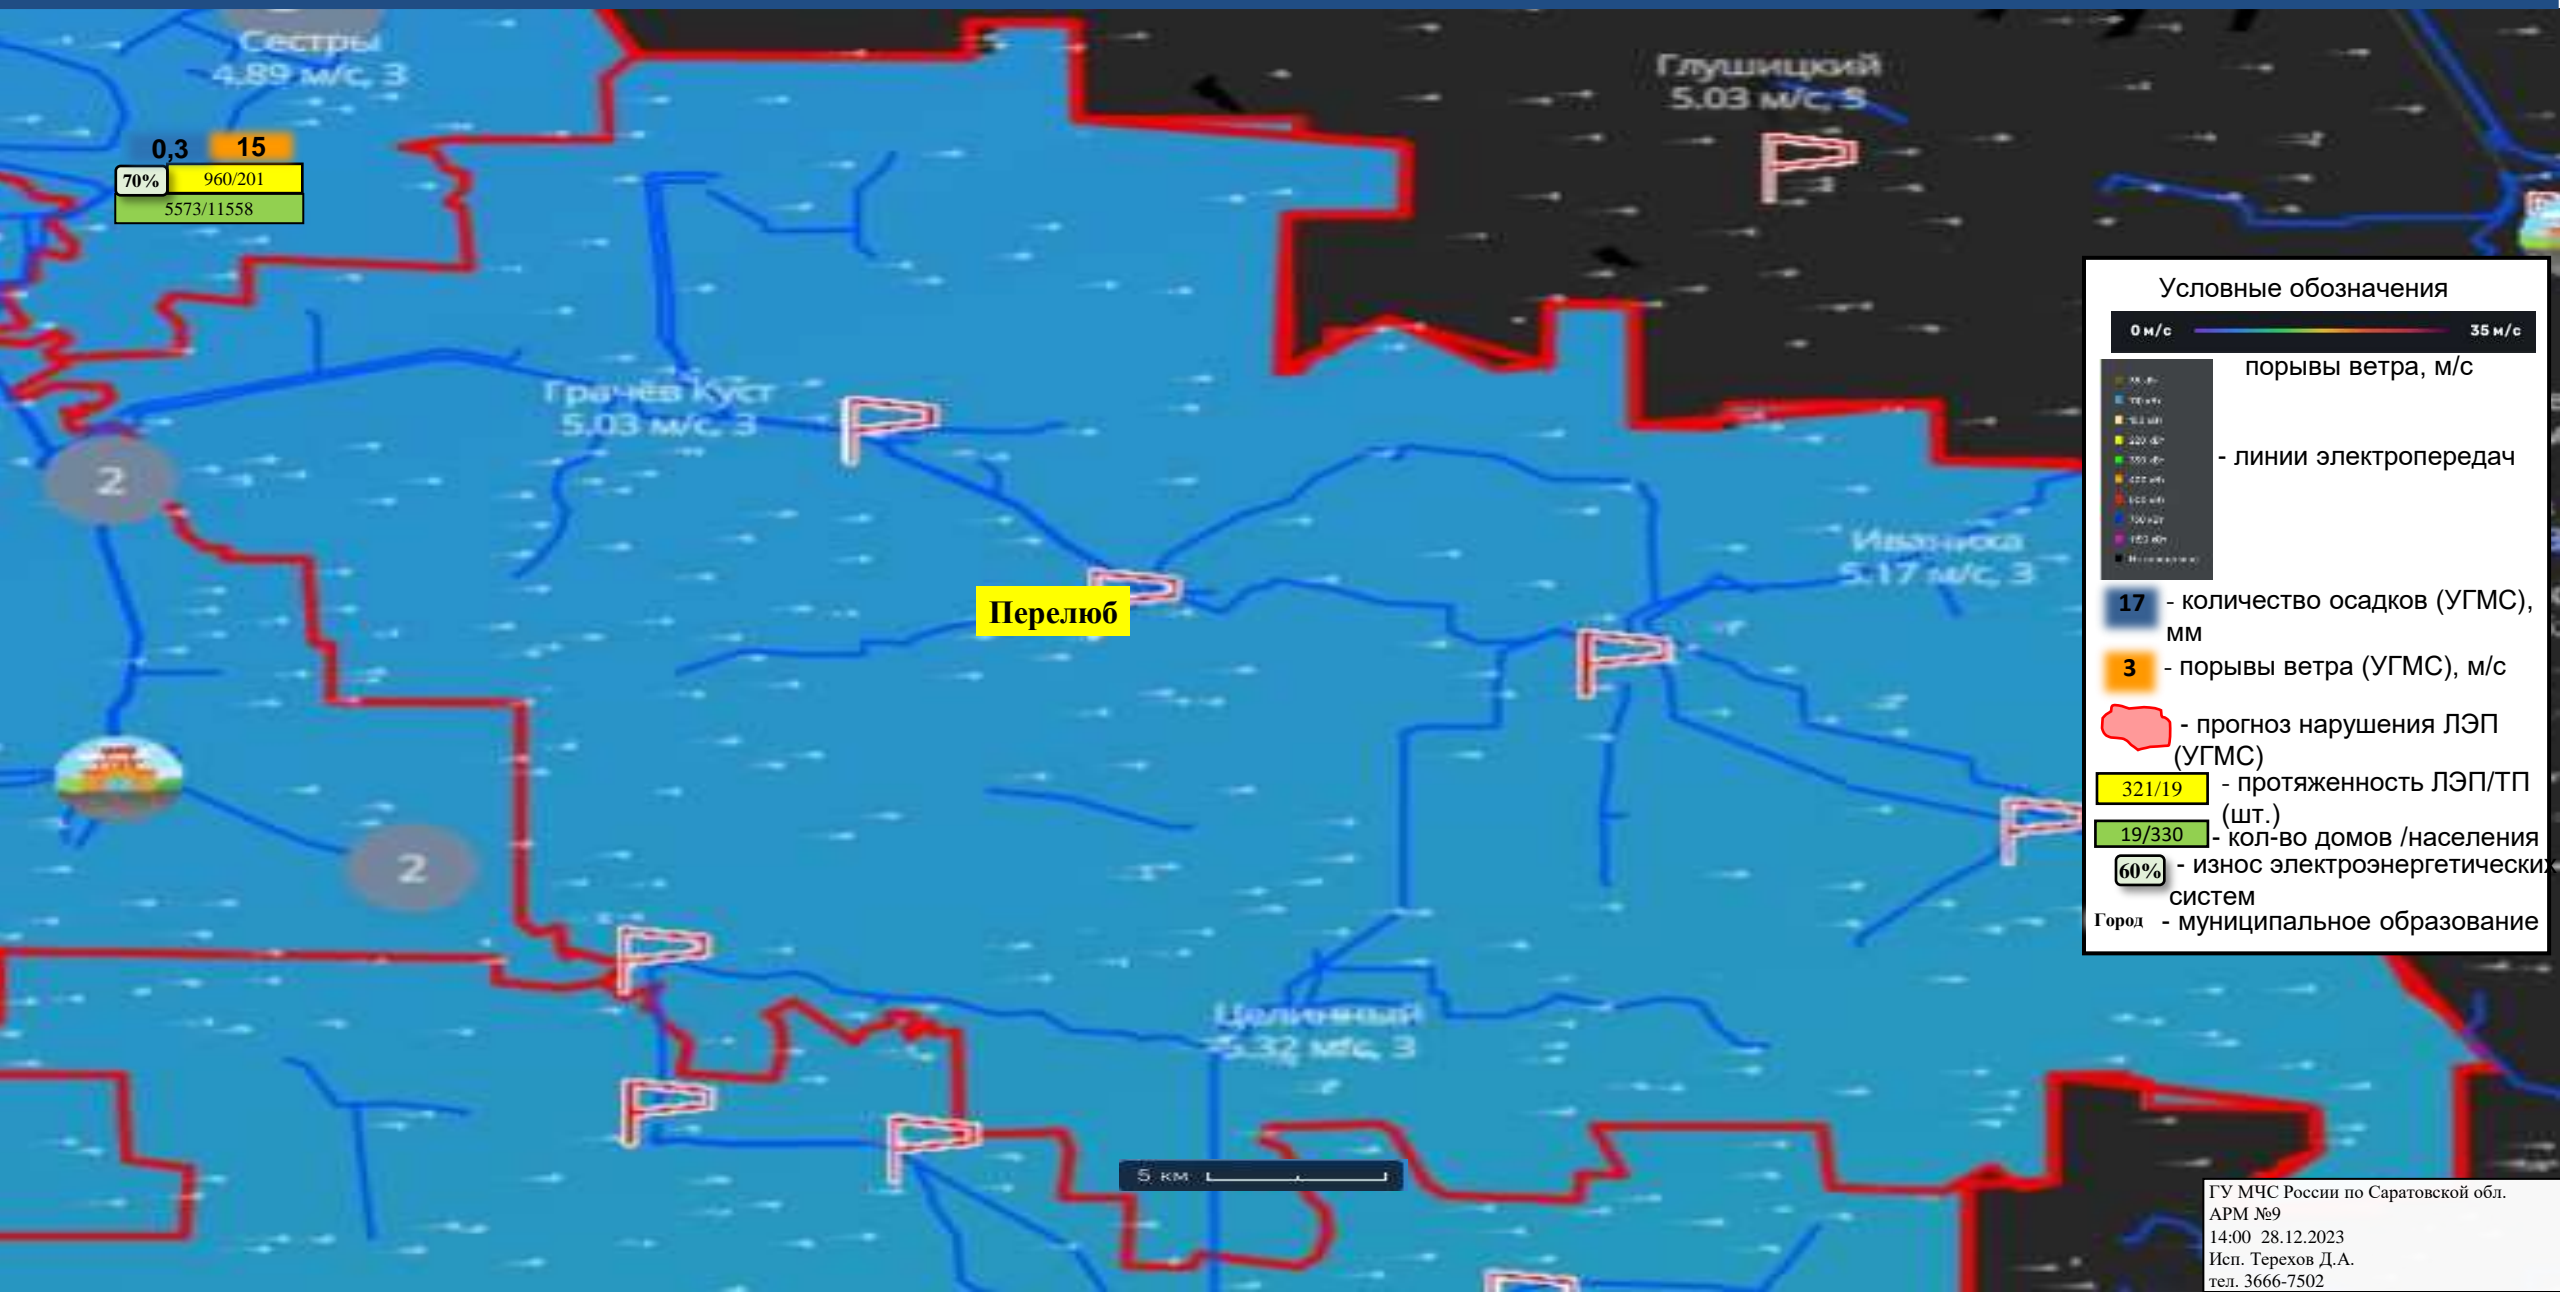 Сестры
4.89 м/с, 3
0,3
15
70%
960/201
5573/11558
Глушицкий
5.03 м/с, 3
Грачёв Куст
5.03 м/с, 3
2
Перелюб
Иваниха
5.17 м/с, 3
2
Целинный
5.32 м/с, 3
5 км
Условные обозначения
0 м/с
35 м/с
порывы ветра, м/с
- линии электропередач
17 - количество осадков (УГМС),
мм
3 - порывы ветра (УГМС), м/с
- прогноз нарушения ЛЭП
(УГМС)
321/19 - протяженность ЛЭП/ТП
(шт.)
19/330 - кол-во домов /населения
60% - износ электроэнергетических
систем
Город - муниципальное образование
ГУ МЧС России по Саратовской обл.
АРМ №9
14:00 28.12.2023
Исп. Терехов Д.А.
тел. 3666-7502